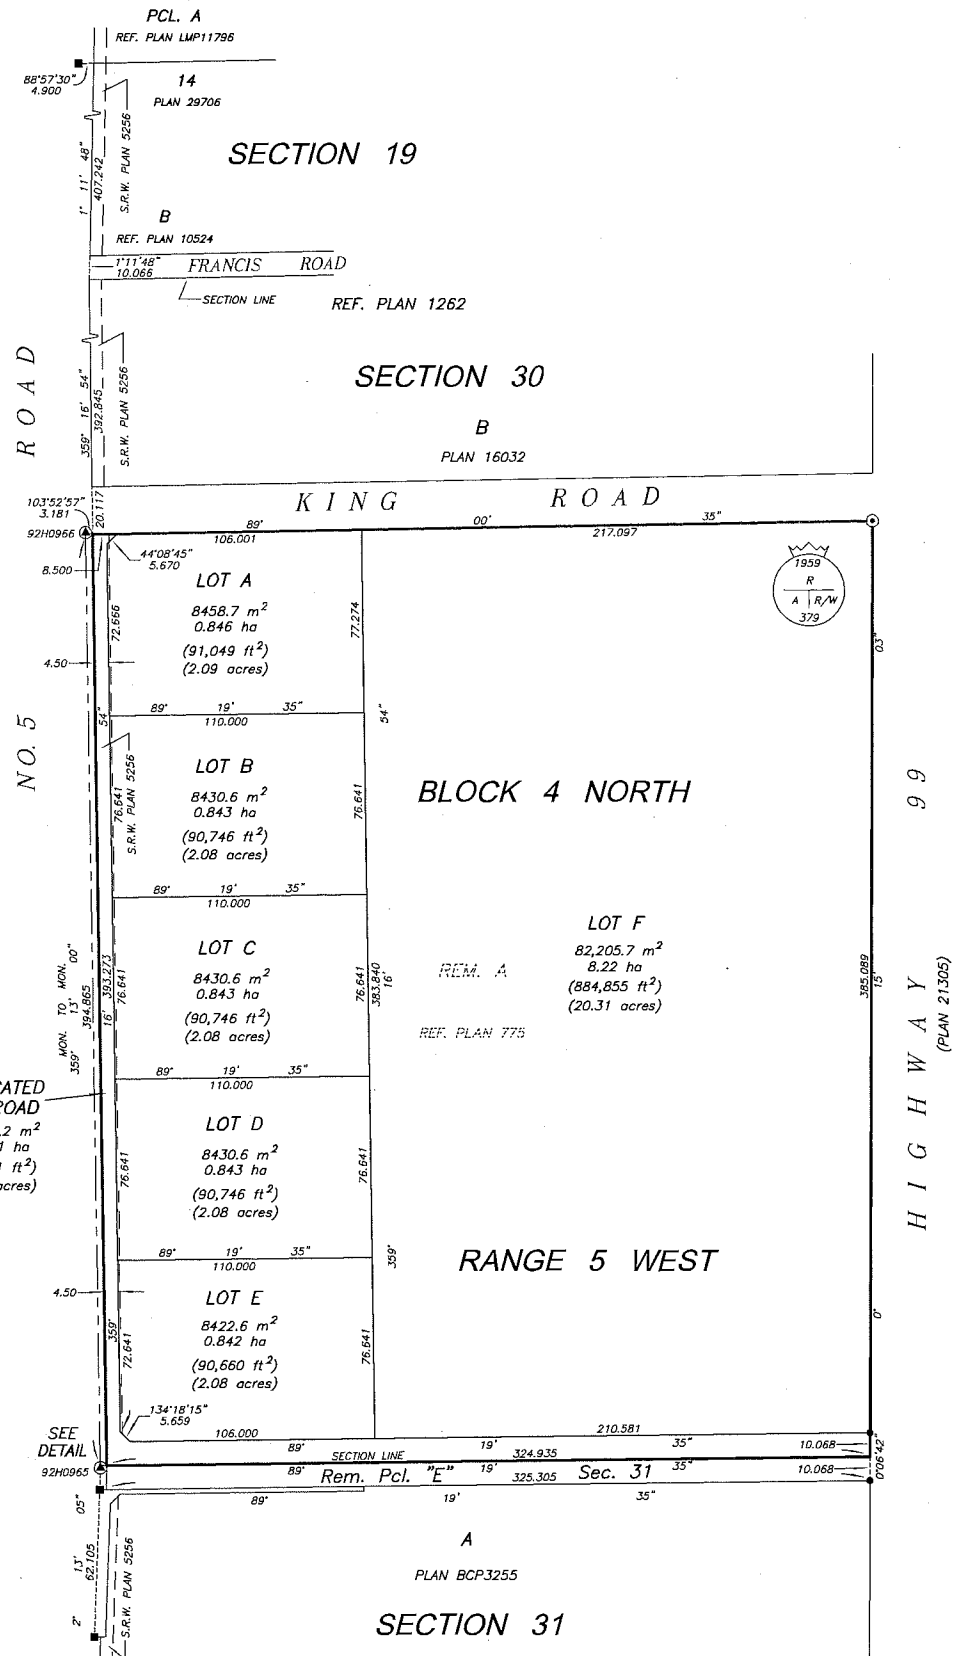 PCL. A
REF. PLAN LMP11796
88°57'30"
4.900
14
PLAN 29706
S.R.W. PLAN 5256
1° 11' 48"
407.242
SECTION 19
B
REF. PLAN 10524
1°11'48"
10.066
FRANCIS ROAD
SECTION LINE
REF. PLAN 1262
SECTION 30
359° 16' 54"
392.845
S.R.W. PLAN 5256
B
PLAN 16032
NO. 5 ROAD
KING ROAD
103°52'57"
3.181
20.117
92H0966
89° 00' 35"
106.001
217.097
8.500
44°08'45"
5.670
1959
R
A R/W
379
LOT A
8458.7 m²
0.846 ha
(91,049 ft²)
(2.09 acres)
72.666
77.274
03"
4.50
89° 19' 35"
110.000
54"
54"
LOT B
8430.6 m²
0.843 ha
(90,746 ft²)
(2.08 acres)
76.641
S.R.W. PLAN 5256
76.641
BLOCK 4 NORTH
HIGHWAY 99
(PLAN 21305)
89° 19' 35"
110.000
LOT C
8430.6 m²
0.843 ha
(90,746 ft²)
(2.08 acres)
MON. TO MON.
359° 13' 00"
394.865
16'
393.273
76.641
76.641
383.840
16'
REM. A
REF. PLAN 775
LOT F
82,205.7 m²
8.22 ha
(884,855 ft²)
(20.31 acres)
385.089
15'
89° 19' 35"
110.000
CATED
ROAD
.2 m²
1 ha
ft²)
acres)
LOT D
8430.6 m²
0.843 ha
(90,746 ft²)
(2.08 acres)
76.641
76.641
89° 19' 35"
110.000
359°
RANGE 5 WEST
4.50
LOT E
8422.6 m²
0.842 ha
(90,660 ft²)
(2.08 acres)
359°
72.641
76.641
0°
134°18'15"
5.659
106.000
210.581
SEE
DETAIL
89° 19' 35"
SECTION LINE
324.935
10.068
0°06'42"
92H0965
89° 19' 35"
Rem. Pcl. "E" Sec. 31
325.305
10.068
89° 19' 35"
2° 13' 05"
62.105
S.R.W. PLAN 5256
A
PLAN BCP3255
SECTION 31